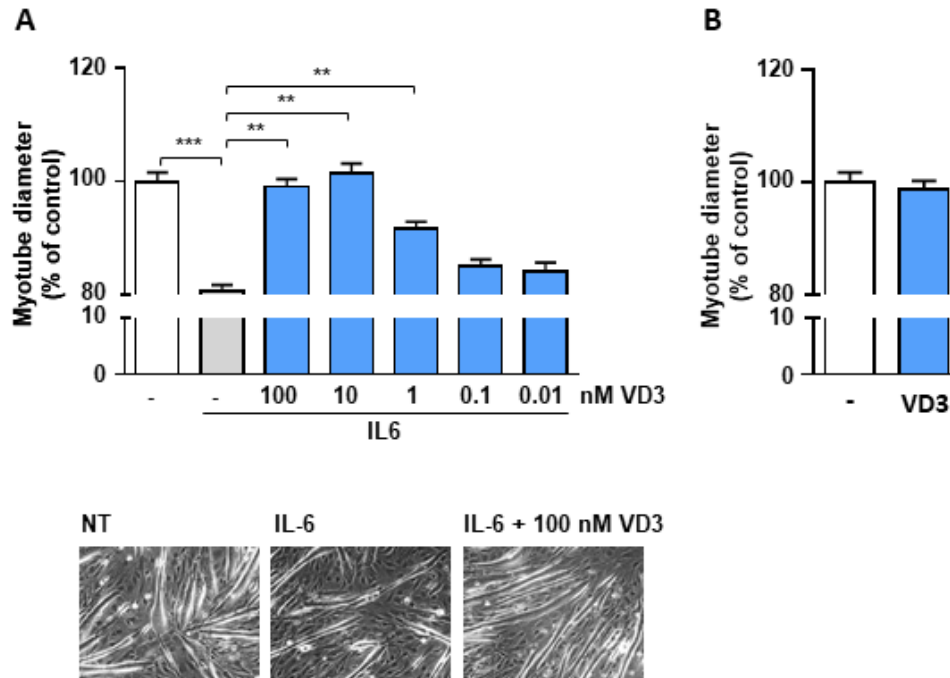 A
B
Myotube diameter
(% of control)
120
100
80
10
0
***
**
**
**
- - 100 10 1 0.1 0.01 nM VD3
IL6
Myotube diameter
(% of control)
120
100
80
10
0
- VD3
NT IL-6 IL-6 + 100 nM VD3